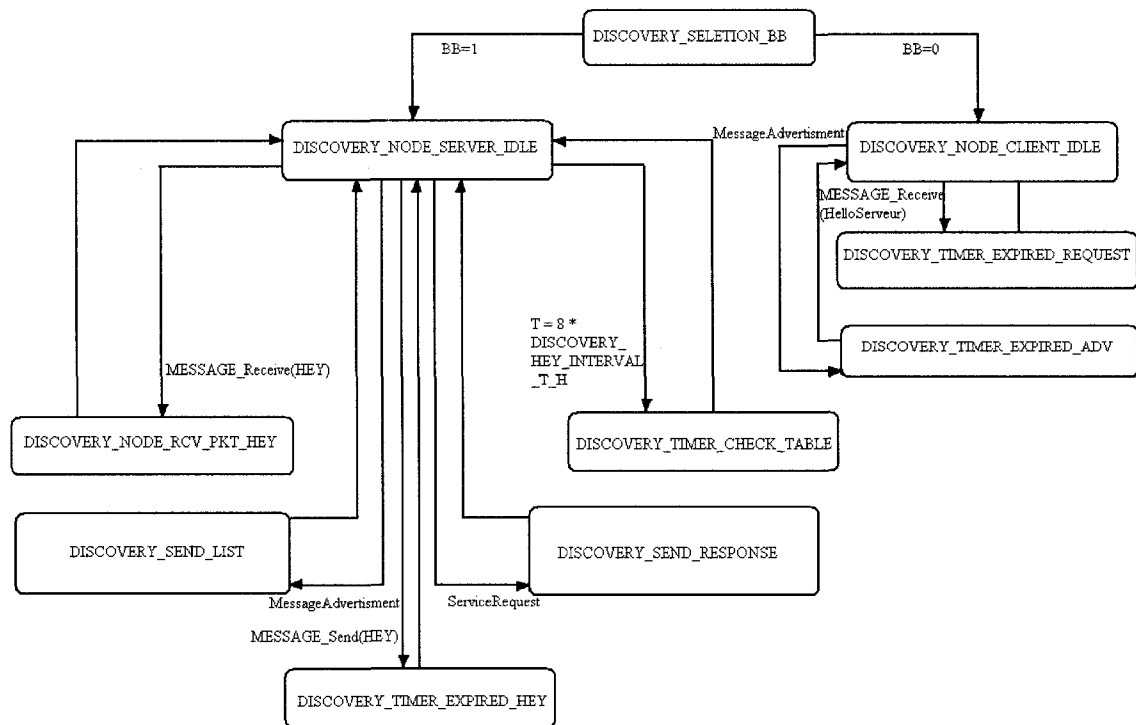 DISCOVERY_SELETION_BB
BB=1
BB=0
DISCOVERY_NODE_SERVER_IDLE
MessageAdvertisment
DISCOVERY_NODE_CLIENT_IDLE
MESSAGE_Receive
(HelloServeur)
DISCOVERY_TIMER_EXPIRED_REQUEST
T = 8 *
DISCOVERY_
HEY_INTERVAL
_T_H
DISCOVERY_TIMER_EXPIRED_ADV
MESSAGE_Receive(HEY)
DISCOVERY_NODE_RCV_PKT_HEY
DISCOVERY_TIMER_CHECK_TABLE
DISCOVERY_SEND_LIST
DISCOVERY_SEND_RESPONSE
MessageAdvertisment
ServiceRequest
MESSAGE_Send(HEY)
DISCOVERY_TIMER_EXPIRED_HEY